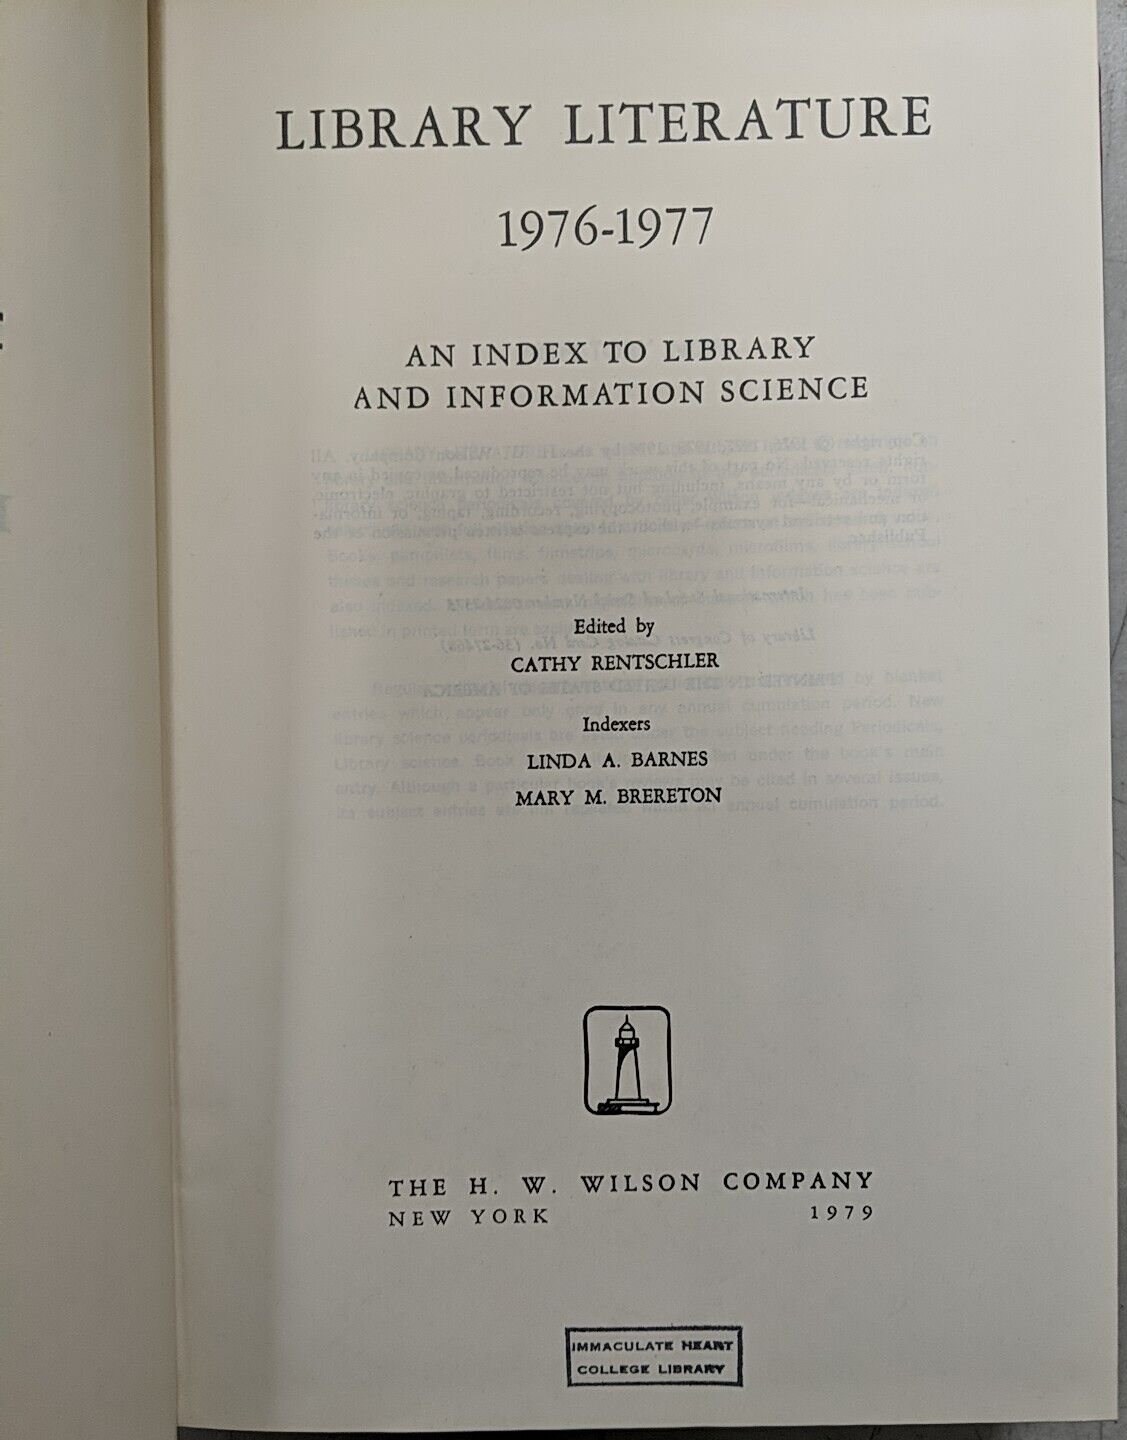 LIBRARY LITERATURE
1976-1977
AN INDEX TO LIBRARY
AND INFORMATION SCIENCE
Edited by
CATHY RENTSCHLER
Indexers
LINDA A. BARNES
MARY M. BRERETON
THE H. W. WILSON COMPANY
NEW YORK 1979
IMMACULATE HEART
COLLEGE LIBRARY